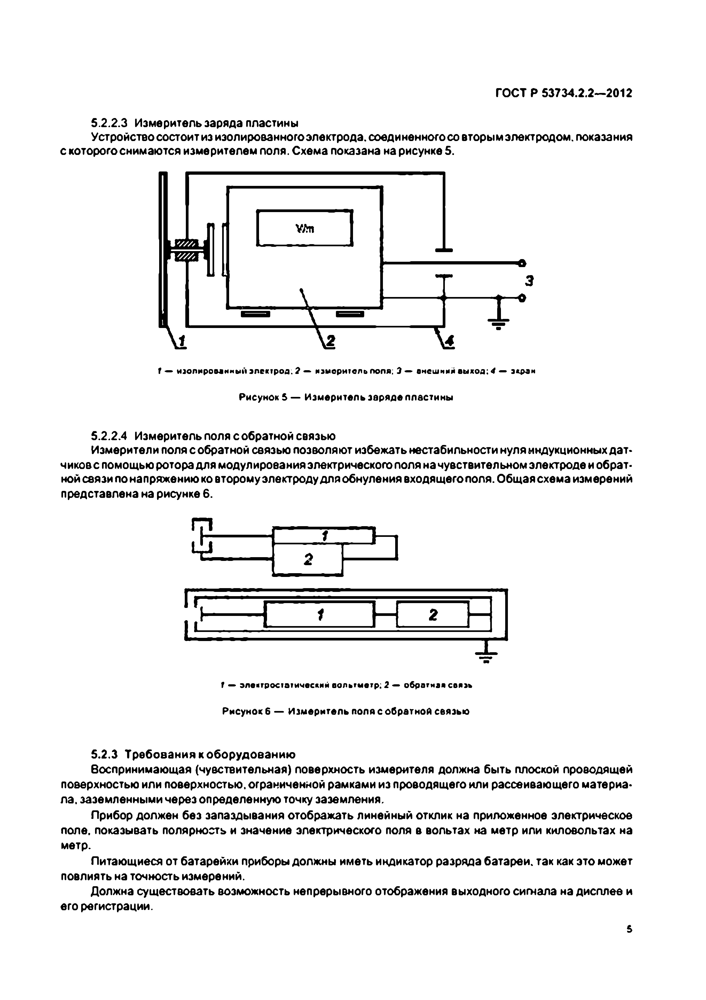 ГОСТ Р 53734.2.2—2012
5.2.2.3 Измеритель заряда пластины
Устройство состоит из изолированного электрода, соединенного со вторым электродом, показания
с которого снимаются измерителем поля. Схема показана на рисунке 5.
V/m
3
1
2
4
1 — изолированный электрод; 2 — измеритель поля; 3 — внешний выход; 4 — экран
Рисунок 5 — Измеритель заряда пластины
5.2.2.4 Измеритель поля с обратной связью
Измерители поля с обратной связью позволяют избежать нестабильности нуля индукционных дат-
чиков с помощью ротора для модулирования электрического поля на чувствительном электроде и обрат-
ной связи по напряжению ко второму электроду для обнуления входящего поля. Общая схема измерений
представлена на рисунке 6.
1
2
1
2
1 — электростатический вольтметр; 2 — обратная связь
Рисунок 6 — Измеритель поля с обратной связью
5.2.3 Требования к оборудованию
Воспринимающая (чувствительная) поверхность измерителя должна быть плоской проводящей
поверхностью или поверхностью, ограниченной рамками из проводящего или рассеивающего материа-
ла, заземленными через определенную точку заземления.
Прибор должен без запаздывания отображать линейный отклик на приложенное электрическое
поле, показывать полярность и значение электрического поля в вольтах на метр или киловольтах на
метр.
Питающиеся от батарейки приборы должны иметь индикатор разряда батареи, так как это может
повлиять на точность измерений.
Должна существовать возможность непрерывного отображения выходного сигнала на дисплее и
его регистрации.
5